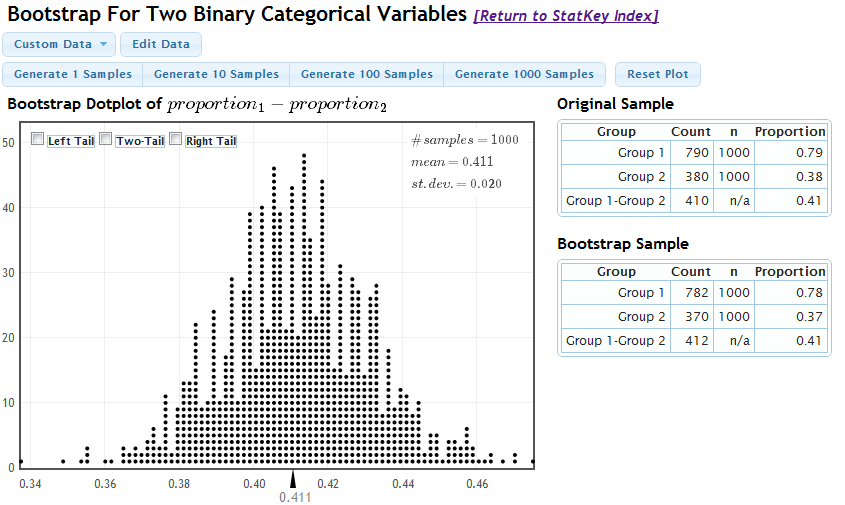 Bootstrap For Two Binary Categorical Variables [Return to StatKey Index]
Custom Data Edit Data
Generate 1 Samples Generate 10 Samples Generate 100 Samples Generate 1000 Samples Reset Plot
Bootstrap Dotplot of proportion₁ − proportion₂
Left Tail Two-Tail Right Tail
# samples = 1000
mean = 0.411
st.dev. = 0.020
50
40
30
20
10
0
0.34 0.36 0.38 0.40 0.42 0.44 0.46
0.411
Original Sample
Group Count n Proportion
Group 1 790 1000 0.79
Group 2 380 1000 0.38
Group 1-Group 2 410 n/a 0.41
Bootstrap Sample
Group Count n Proportion
Group 1 782 1000 0.78
Group 2 370 1000 0.37
Group 1-Group 2 412 n/a 0.41